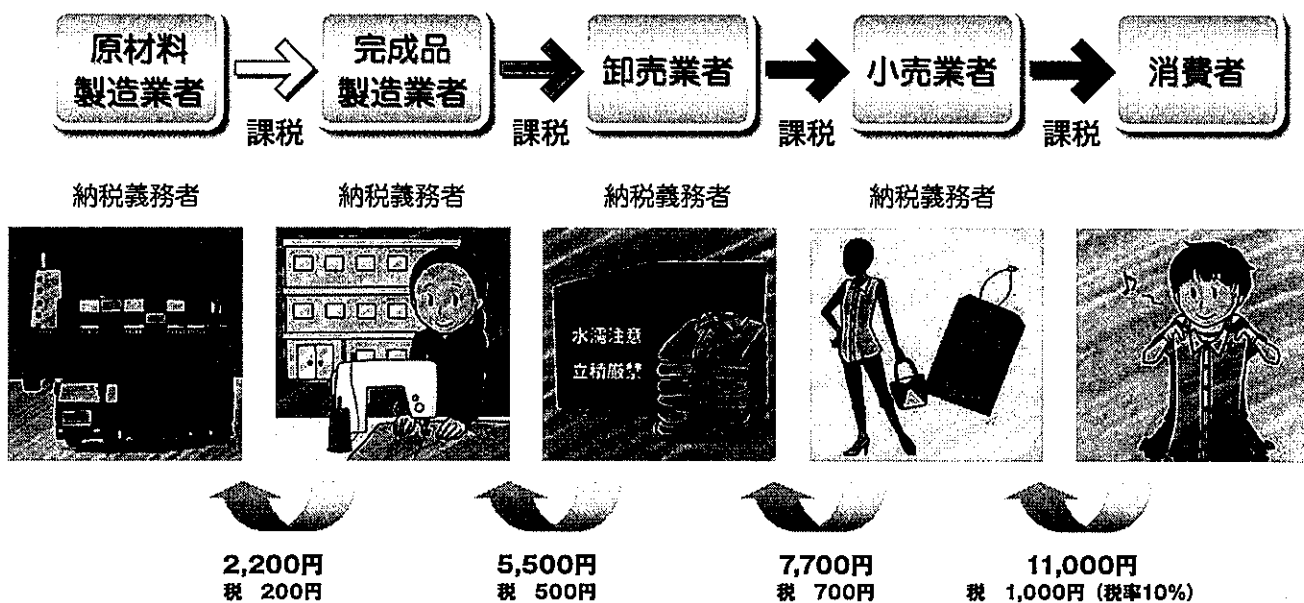 原材料
製造業者
完成品
製造業者
卸売業者
小売業者
消費者
課税
課税
課税
課税
納税義務者
納税義務者
納税義務者
納税義務者
水濡注意
立積厳禁
2,200円
税 200円
5,500円
税 500円
7,700円
税 700円
11,000円
税 1,000円（税率10%）